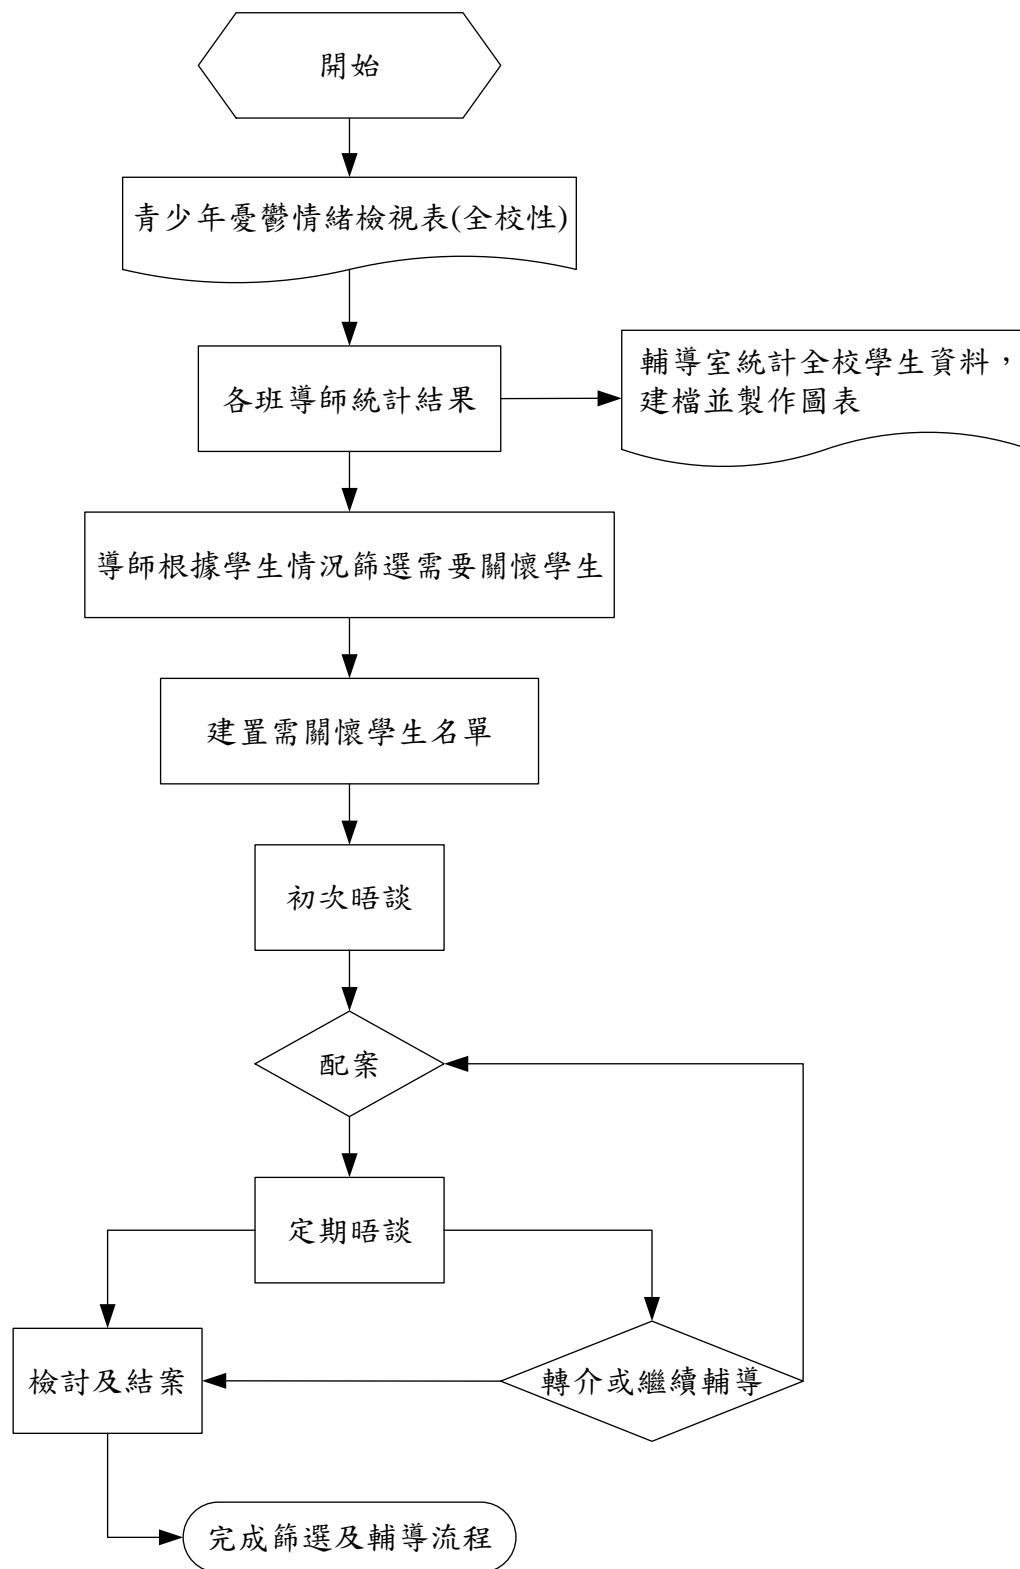 開始
青少年憂鬱情緒檢視表(全校性)
各班導師統計結果
輔導室統計全校學生資料，
建檔並製作圖表
導師根據學生情況篩選需要關懷學生
建置需關懷學生名單
初次晤談
配案
定期晤談
檢討及結案
轉介或繼續輔導
完成篩選及輔導流程